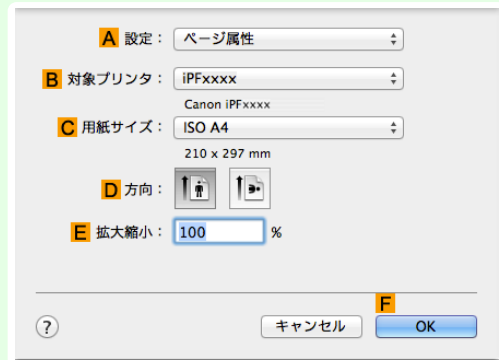 A 設定： ページ属性
B 対象プリンタ： iPFxxxx
Canon iPFxxxx
C 用紙サイズ： ISO A4
210 x 297 mm
D 方向：
E 拡大縮小： 100 %
F
? キャンセル OK